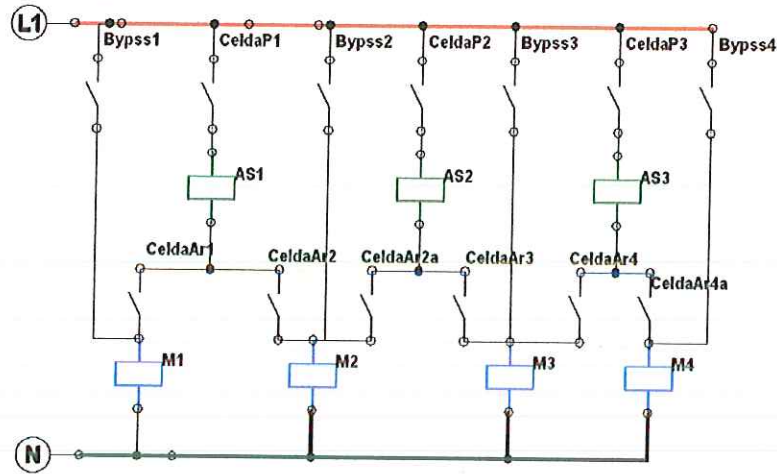 L1
Bypss1 CeldaP1 Bypss2 CeldaP2 Bypss3 CeldaP3 Bypss4
AS1 AS2 AS3
CeldaAr1 CeldaAr2 CeldaAr2a CeldaAr3 CeldaAr4 CeldaAr4a
M1 M2 M3 M4
N